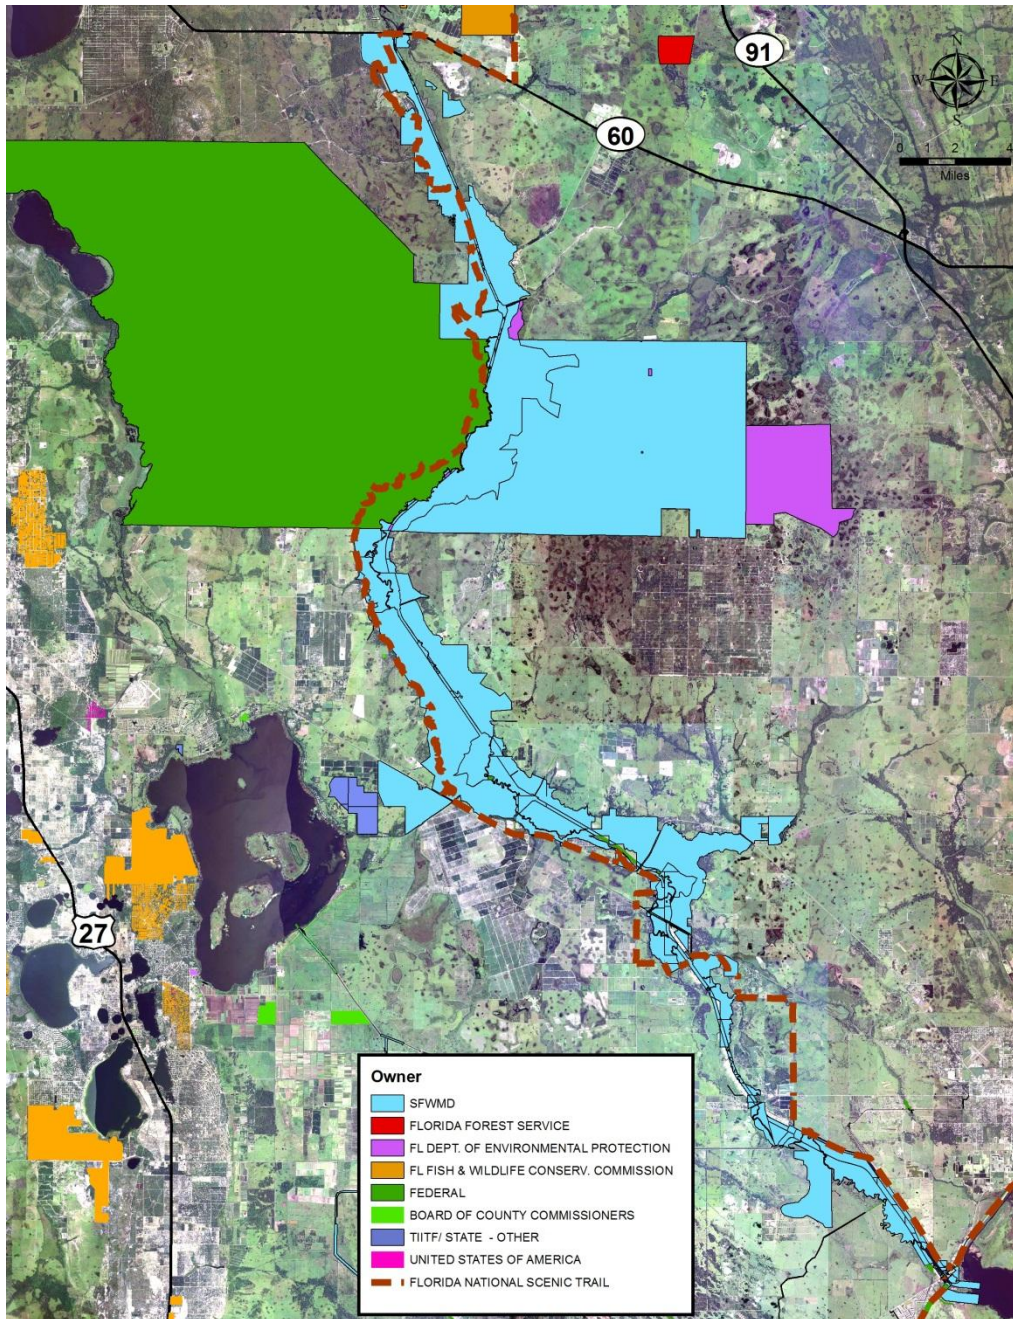 91
N
W E
S
60
0 1 2 4
Miles
27
Owner
SFWMD
FLORIDA FOREST SERVICE
FL DEPT. OF ENVIRONMENTAL PROTECTION
FL FISH & WILDLIFE CONSERV. COMMISSION
FEDERAL
BOARD OF COUNTY COMMISSIONERS
TIITF/ STATE - OTHER
UNITED STATES OF AMERICA
FLORIDA NATIONAL SCENIC TRAIL